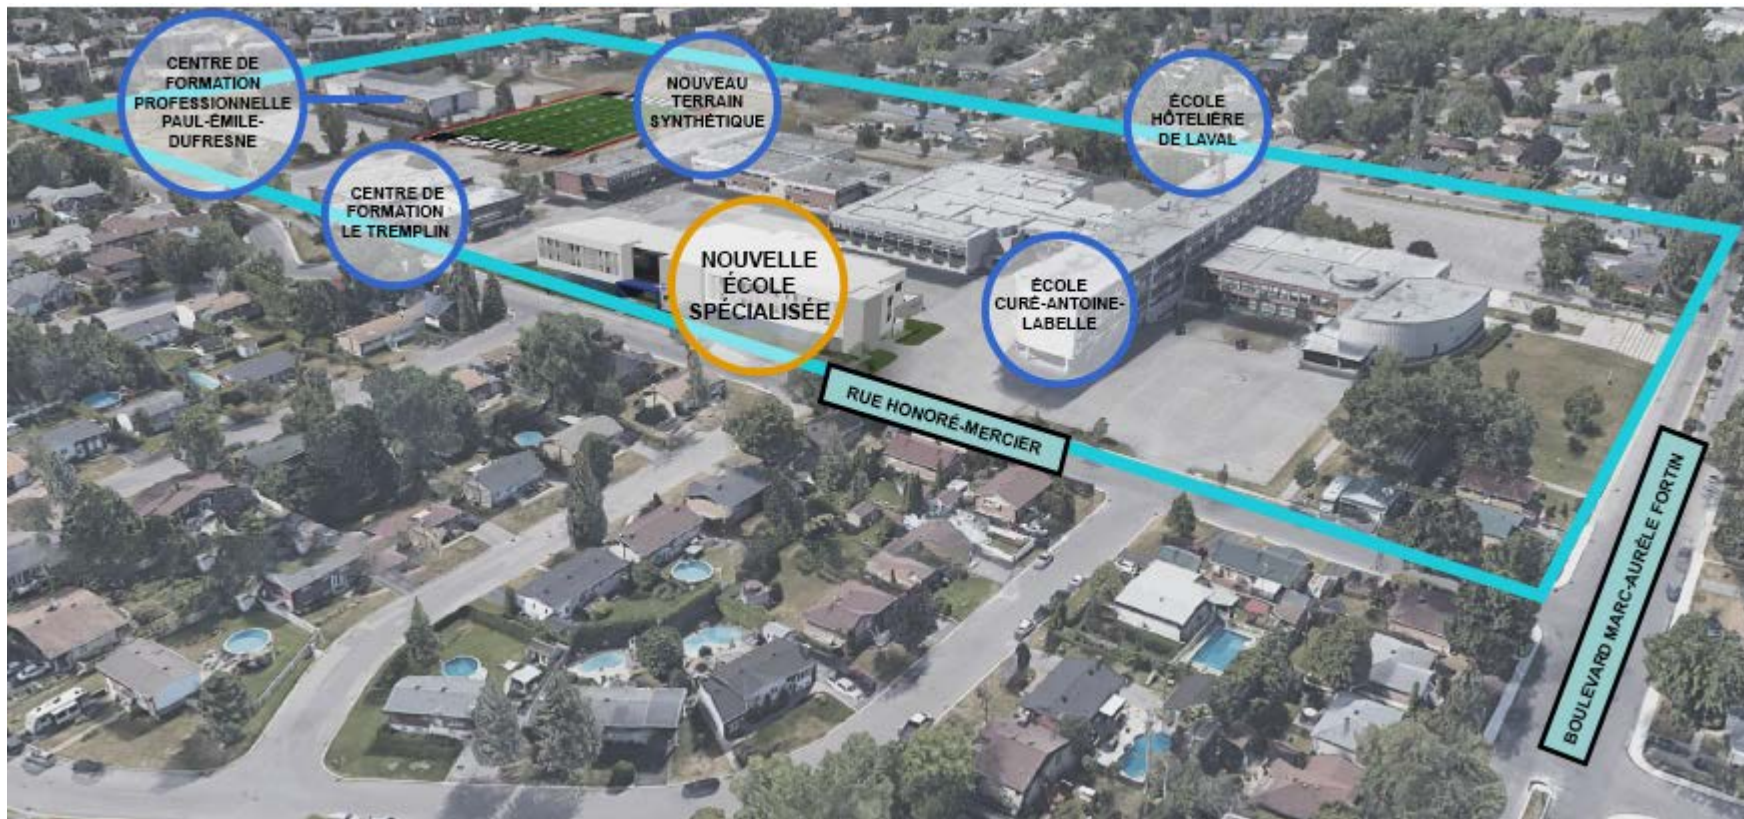 CENTRE DE
FORMATION
PROFESSIONNELLE
PAUL-ÉMILE-
DUFRESNE
NOUVEAU
TERRAIN
SYNTHÉTIQUE
ÉCOLE
HÔTELIÈRE
DE LAVAL
CENTRE DE
FORMATION
LE TREMPLIN
NOUVELLE
ÉCOLE
SPÉCIALISÉE
ÉCOLE
CURÉ-ANTOINE-
LABELLE
RUE HONORÉ-MERCIER
BOULEVARD MARC-AURÈLE FORTIN